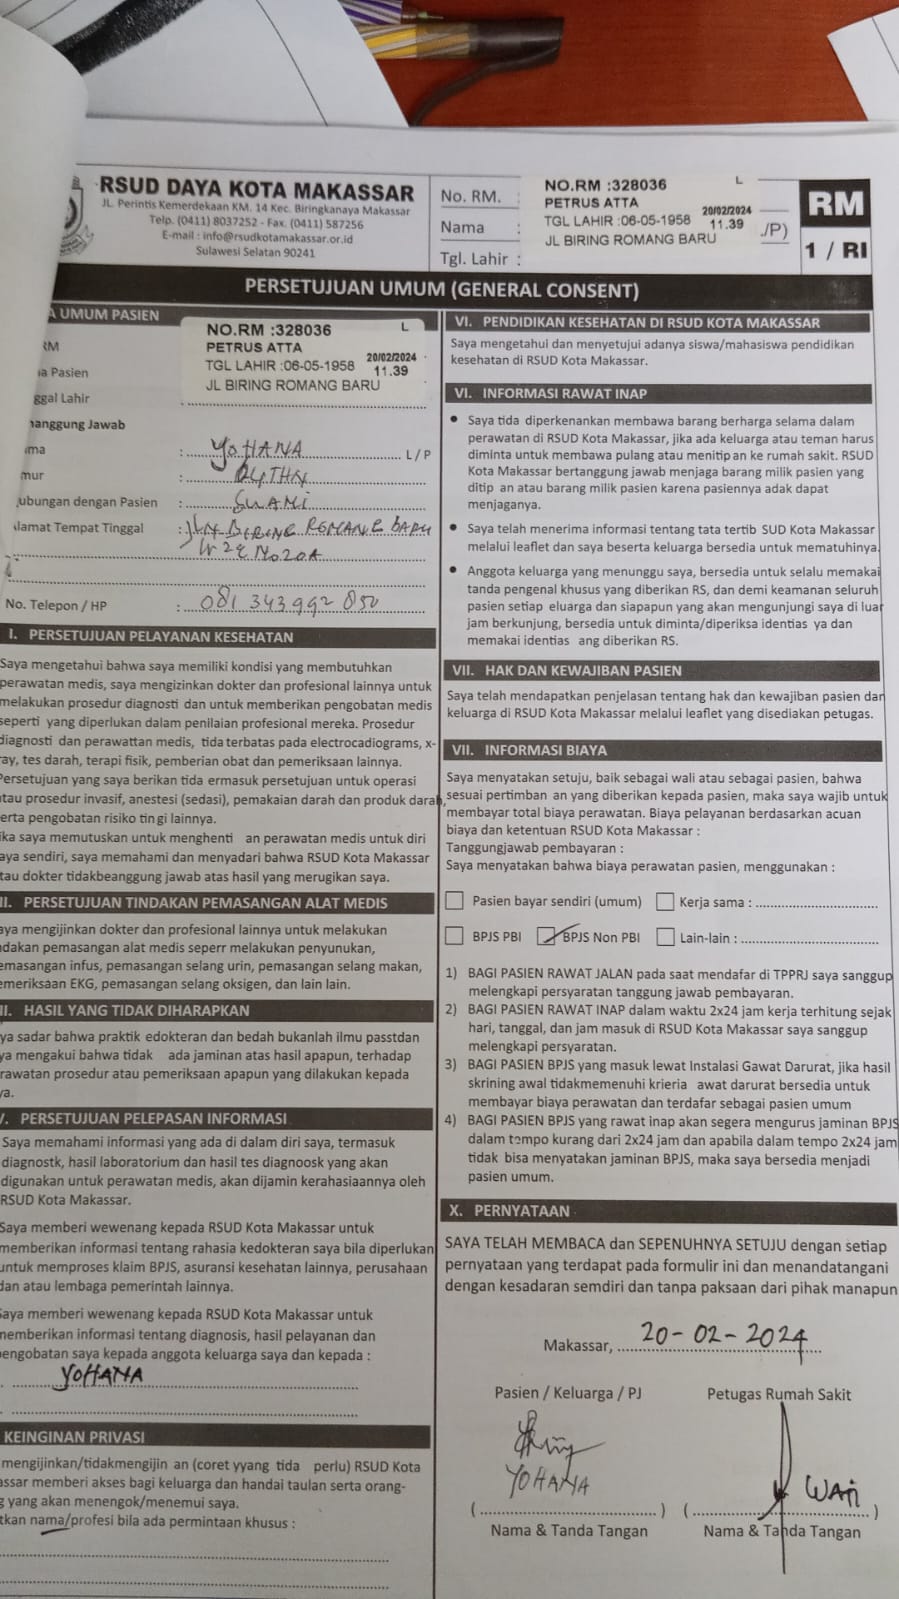 RSUD DAYA KOTA MAKASSAR
JL. Perintis Kemerdekaan KM. 14 Kec. Biringkanaya Makassar
Telp. (0411) 8037252 - Fax. (0411) 587256
E-mail : info@rsudkotamakassar.or.id
Sulawesi Selatan 90241
No. RM. :
Nama :
Tgl. Lahir :
NO.RM :328036 L
PETRUS ATTA
TGL LAHIR :06-05-1958 20/02/2024 11.39
JL BIRING ROMANG BARU
/P)
RM
1 / RI
PERSETUJUAN UMUM (GENERAL CONSENT)
A UMUM PASIEN
RM
a Pasien
ggal Lahir
NO.RM :328036 L
PETRUS ATTA
TGL LAHIR :06-05-1958 20/02/2024 11.39
JL BIRING ROMANG BARU
anggung Jawab
ma : YOHANA L / P
mur : THN
ubungan dengan Pasien : SUAMI
lamat Tempat Tinggal : JLN BIRING ROMANG BARU
No 20A
No. Telepon / HP : 081 343 992 850
I. PERSETUJUAN PELAYANAN KESEHATAN
Saya mengetahui bahwa saya memiliki kondisi yang membutuhkan
perawatan medis, saya mengizinkan dokter dan profesional lainnya untuk
melakukan prosedur diagnosti dan untuk memberikan pengobatan medis
seperti yang diperlukan dalam penilaian profesional mereka. Prosedur
diagnosti dan perawattan medis, tida terbatas pada electrocadiograms, x-
ray, tes darah, terapi fisik, pemberian obat dan pemeriksaan lainnya.
Persetujuan yang saya berikan tida ermasuk persetujuan untuk operasi
atau prosedur invasif, anestesi (sedasi), pemakaian darah dan produk darah,
erta pengobatan risiko tin gi lainnya.
ika saya memutuskan untuk menghenti an perawatan medis untuk diri
aya sendiri, saya memahami dan menyadari bahwa RSUD Kota Makassar
tau dokter tidakbeanggung jawab atas hasil yang merugikan saya.
II. PERSETUJUAN TINDAKAN PEMASANGAN ALAT MEDIS
aya mengijinkan dokter dan profesional lainnya untuk melakukan
ndakan pemasangan alat medis seperr melakukan penyunukan,
emasangan infus, pemasangan selang urin, pemasangan selang makan,
emeriksaan EKG, pemasangan selang oksigen, dan lain lain.
II. HASIL YANG TIDAK DIHARAPKAN
ya sadar bahwa praktik edokteran dan bedah bukanlah ilmu passtdan
ya mengakui bahwa tidak ada jaminan atas hasil apapun, terhadap
rawatan prosedur atau pemeriksaan apapun yang dilakukan kepada
ya.
V. PERSETUJUAN PELEPASAN INFORMASI
Saya memahami informasi yang ada di dalam diri saya, termasuk
diagnostk, hasil laboratorium dan hasil tes diagnoosk yang akan
digunakan untuk perawatan medis, akan dijamin kerahasiaannya oleh
RSUD Kota Makassar.
Saya memberi wewenang kepada RSUD Kota Makassar untuk
memberikan informasi tentang rahasia kedokteran saya bila diperlukan
untuk memproses klaim BPJS, asuransi kesehatan lainnya, perusahaan
dan atau lembaga pemerintah lainnya.
Saya memberi wewenang kepada RSUD Kota Makassar untuk
memberikan informasi tentang diagnosis, hasil pelayanan dan
pengobatan saya kepada anggota keluarga saya dan kepada :
YOHANA
KEINGINAN PRIVASI
mengijinkan/tidakmengijin an (coret yyang tida perlu) RSUD Kota
assar memberi akses bagi keluarga dan handai taulan serta orang-
g yang akan menengok/menemui saya.
tkan nama/profesi bila ada permintaan khusus :
VI. PENDIDIKAN KESEHATAN DI RSUD KOTA MAKASSAR
Saya mengetahui dan menyetujui adanya siswa/mahasiswa pendidikan
kesehatan di RSUD Kota Makassar.
VI. INFORMASI RAWAT INAP
• Saya tida diperkenankan membawa barang berharga selama dalam
perawatan di RSUD Kota Makassar, jika ada keluarga atau teman harus
diminta untuk membawa pulang atau menitip an ke rumah sakit. RSUD
Kota Makassar bertanggung jawab menjaga barang milik pasien yang
ditip an atau barang milik pasien karena pasiennya adak dapat
menjaganya.
• Saya telah menerima informasi tentang tata tertib SUD Kota Makassar
melalui leaflet dan saya beserta keluarga bersedia untuk mematuhinya.
• Anggota keluarga yang menunggu saya, bersedia untuk selalu memakai
tanda pengenal khusus yang diberikan RS, dan demi keamanan seluruh
pasien setiap eluarga dan siapapun yang akan mengunjungi saya di luar
jam berkunjung, bersedia untuk diminta/diperiksa identias ya dan
memakai identias ang diberikan RS.
VII. HAK DAN KEWAJIBAN PASIEN
Saya telah mendapatkan penjelasan tentang hak dan kewajiban pasien dan
keluarga di RSUD Kota Makassar melalui leaflet yang disediakan petugas.
VII. INFORMASI BIAYA
Saya menyatakan setuju, baik sebagai wali atau sebagai pasien, bahwa
sesuai pertimban an yang diberikan kepada pasien, maka saya wajib untuk
membayar total biaya perawatan. Biaya pelayanan berdasarkan acuan
biaya dan ketentuan RSUD Kota Makassar :
Tanggungjawab pembayaran :
Saya menyatakan bahwa biaya perawatan pasien, menggunakan :
Pasien bayar sendiri (umum) Kerja sama :
BPJS PBI BPJS Non PBI Lain-lain :
1) BAGI PASIEN RAWAT JALAN pada saat mendafar di TPPRJ saya sanggup
melengkapi persyaratan tanggung jawab pembayaran.
2) BAGI PASIEN RAWAT INAP dalam waktu 2x24 jam kerja terhitung sejak
hari, tanggal, dan jam masuk di RSUD Kota Makassar saya sanggup
melengkapi persyaratan.
3) BAGI PASIEN BPJS yang masuk lewat Instalasi Gawat Darurat, jika hasil
skrining awal tidakmemenuhi krieria awat darurat bersedia untuk
membayar biaya perawatan dan terdafar sebagai pasien umum
4) BAGI PASIEN BPJS yang rawat inap akan segera mengurus jaminan BPJS
dalam tempo kurang dari 2x24 jam dan apabila dalam tempo 2x24 jam
tidak bisa menyatakan jaminan BPJS, maka saya bersedia menjadi
pasien umum.
X. PERNYATAAN
SAYA TELAH MEMBACA dan SEPENUHNYA SETUJU dengan setiap
pernyataan yang terdapat pada formulir ini dan menandatangani
dengan kesadaran semdiri dan tanpa paksaan dari pihak manapun
Makassar, 20-02-2024
Pasien / Keluarga / PJ Petugas Rumah Sakit
YOHANA
( ) ( )
Nama & Tanda Tangan Nama & Tanda Tangan